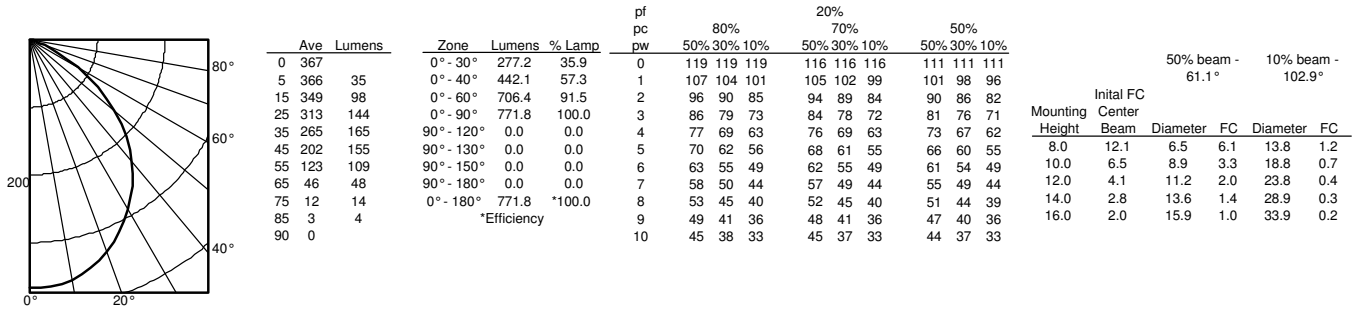 80°
60°
200
40°
0° 20°
Ave Lumens
0 367
5 366 35
15 349 98
25 313 144
35 265 165
45 202 155
55 123 109
65 46 48
75 12 14
85 3 4
90 0
Zone Lumens % Lamp
0°- 30° 277.2 35.9
0°- 40° 442.1 57.3
0°- 60° 706.4 91.5
0°- 90° 771.8 100.0
90°- 120° 0.0 0.0
90°- 130° 0.0 0.0
90°- 150° 0.0 0.0
90°- 180° 0.0 0.0
0°- 180° 771.8 *100.0
*Efficiency
pf 20%
pc 80% 70% 50%
pw 50% 30% 10% 50% 30% 10% 50% 30% 10%
0 119 119 119 116 116 116 111 111 111
1 107 104 101 105 102 99 101 98 96
2 96 90 85 94 89 84 90 86 82
3 86 79 73 84 78 72 81 76 71
4 77 69 63 76 69 63 73 67 62
5 70 62 56 68 61 55 66 60 55
6 63 55 49 62 55 49 61 54 49
7 58 50 44 57 49 44 55 49 44
8 53 45 40 52 45 40 51 44 39
9 49 41 36 48 41 36 47 40 36
10 45 38 33 45 37 33 44 37 33
50% beam - 10% beam -
61.1° 102.9°
Inital FC
Mounting Center
Height Beam Diameter FC Diameter FC
8.0 12.1 6.5 6.1 13.8 1.2
10.0 6.5 8.9 3.3 18.8 0.7
12.0 4.1 11.2 2.0 23.8 0.4
14.0 2.8 13.6 1.4 28.9 0.3
16.0 2.0 15.9 1.0 33.9 0.2